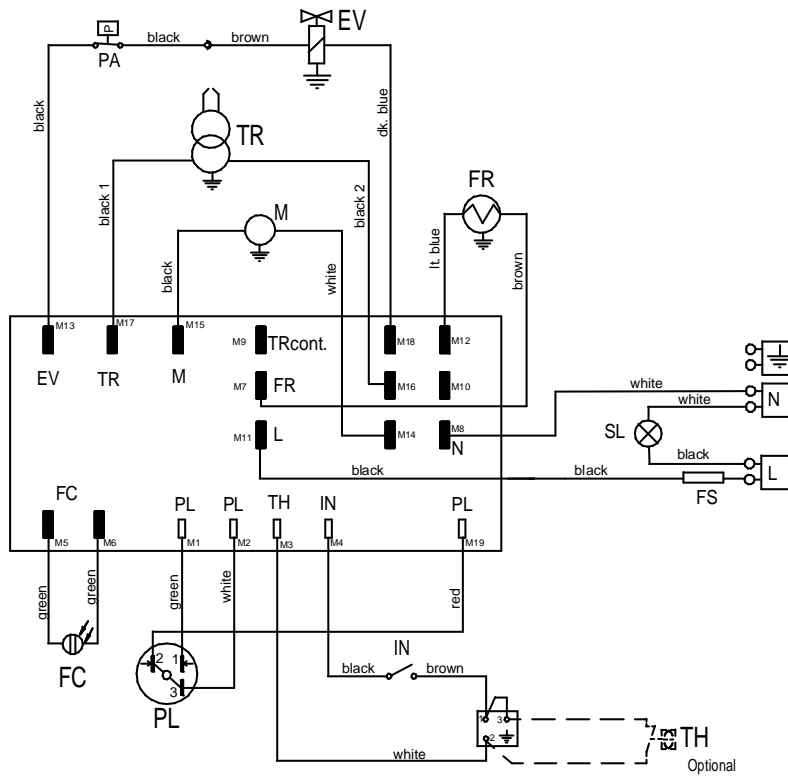 EV
P
black
brown
PA
dk. blue
black
TR
FR
black 1
black 2
M
lt. blue
black
white
brown
M13
M17
M15
M9
TRcont.
M18
M12
EV
TR
M
M7
FR
M16
M10
white
N
white
M11
L
M14
M8
N
SL
black
black
black
L
FS
FC
PL
PL
TH
IN
PL
M5
M6
M1
M2
M3
M4
M19
green
green
green
white
red
IN
2
1
black
brown
FC
3
PL
1
3
2
TH
white
Optional